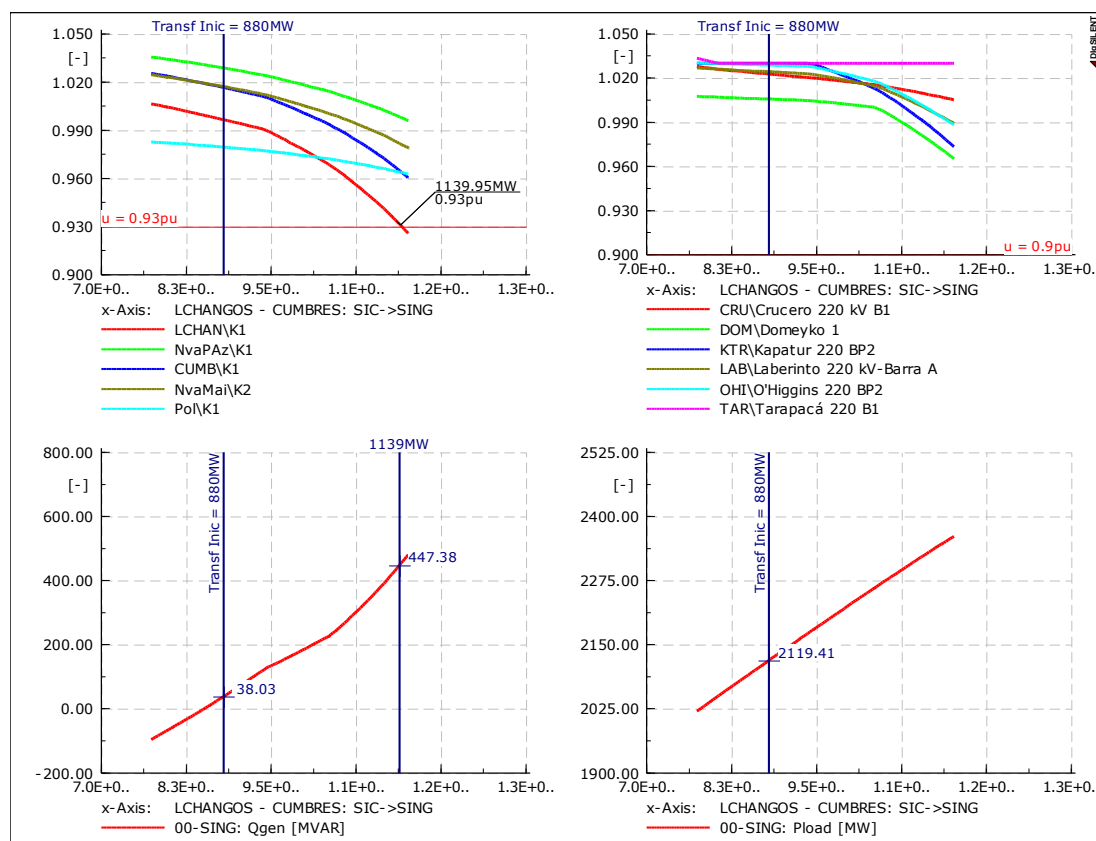 Transf Inic = 880MW
1.050
[-]
1.020
0.990
0.960
0.930
0.900
u = 0.93pu
1139.95MW
0.93pu
7.0E+0..
8.3E+0..
9.5E+0..
1.1E+0..
1.2E+0..
1.3E+0..
x-Axis: LCHANGOS - CUMBRES: SIC->SING
LCHAN\K1
NvaPAz\K1
CUMB\K1
NvaMai\K2
Pol\K1
Transf Inic = 880MW
DIgSILENT
1.050
[-]
1.020
0.990
0.960
0.930
0.900
u = 0.9pu
7.0E+0..
8.3E+0..
9.5E+0..
1.1E+0..
1.2E+0..
1.3E+0..
x-Axis: LCHANGOS - CUMBRES: SIC->SING
CRU\Crucero 220 kV B1
DOM\Domeyko 1
KTR\Kapatur 220 BP2
LAB\Laberinto 220 kV-Barra A
OHI\O'Higgins 220 BP2
TAR\Tarapacá 220 B1
1139MW
800.00
[-]
600.00
400.00
200.00
0.00
-200.00
Transf Inic = 880MW
447.38
38.03
7.0E+0..
8.3E+0..
9.5E+0..
1.1E+0..
1.2E+0..
1.3E+0..
x-Axis: LCHANGOS - CUMBRES: SIC->SING
00-SING: Qgen [MVAR]
2525.00
[-]
2400.00
2275.00
2150.00
2025.00
1900.00
Transf Inic = 880MW
2119.41
7.0E+0..
8.3E+0..
9.5E+0..
1.1E+0..
1.2E+0..
1.3E+0..
x-Axis: LCHANGOS - CUMBRES: SIC->SING
00-SING: Pload [MW]